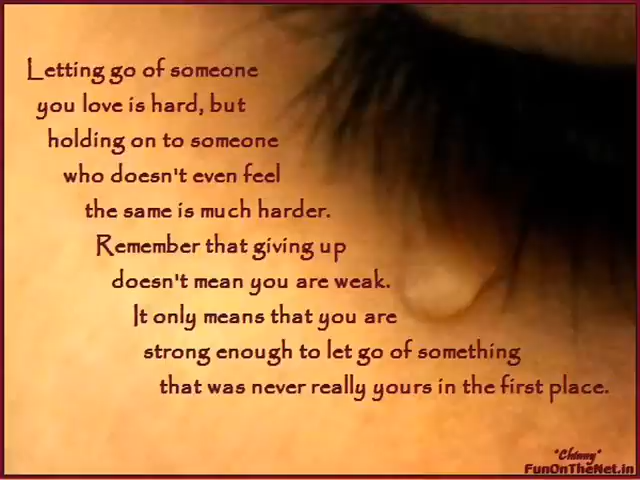 Letting go of someone
you love is hard, but
holding on to someone
who doesn't even feel
the same is much harder.
Remember that giving up
doesn't mean you are weak.
It only means that you are
strong enough to let go of something
that was never really yours in the first place.
*Chinny*
FunOnTheNet.in